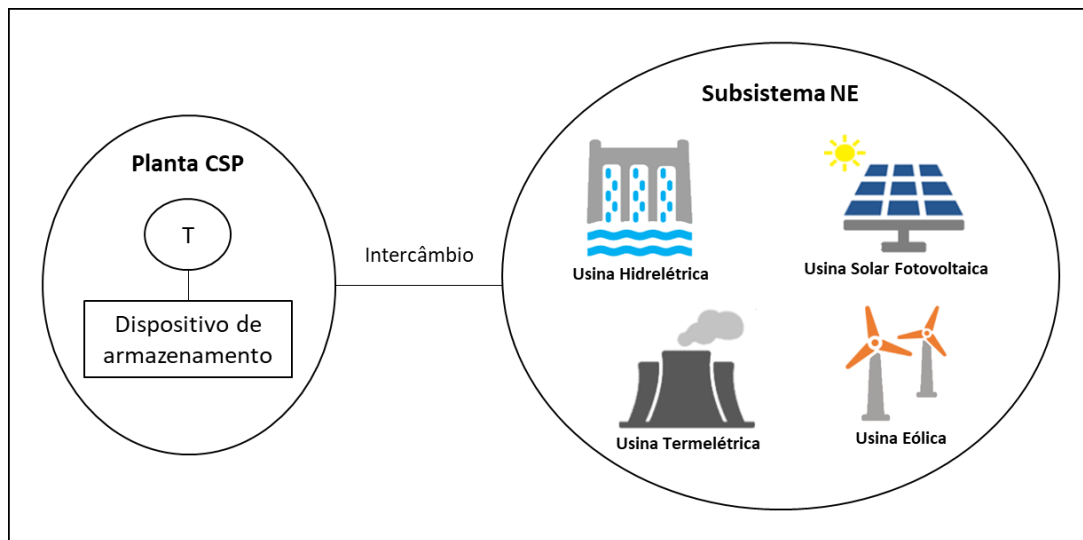 Planta CSP
T
Dispositivo de
armazenamento
Intercâmbio
Subsistema NE
Usina Hidrelétrica
Usina Solar Fotovoltaica
Usina Termelétrica
Usina Eólica